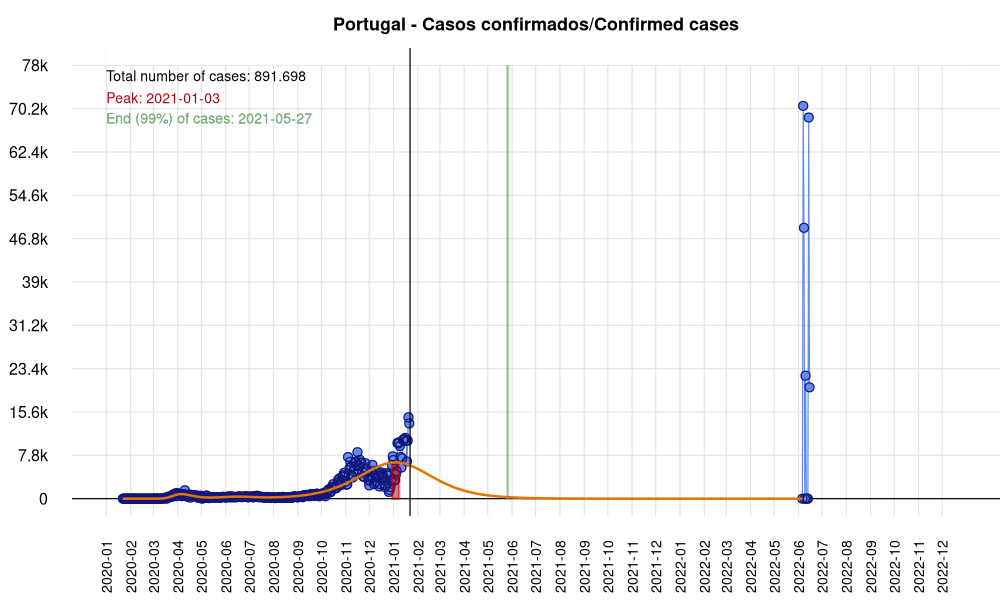 Portugal - Casos confirmados/Confirmed cases
Total number of cases: 891.698
Peak: 2021-01-03
End (99%) of cases: 2021-05-27
78k
70.2k
62.4k
54.6k
46.8k
39k
31.2k
23.4k
15.6k
7.8k
0
2020-01
2020-02
2020-03
2020-04
2020-05
2020-06
2020-07
2020-08
2020-09
2020-10
2020-11
2020-12
2021-01
2021-02
2021-03
2021-04
2021-05
2021-06
2021-07
2021-08
2021-09
2021-10
2021-11
2021-12
2022-01
2022-02
2022-03
2022-04
2022-05
2022-06
2022-07
2022-08
2022-09
2022-10
2022-11
2022-12